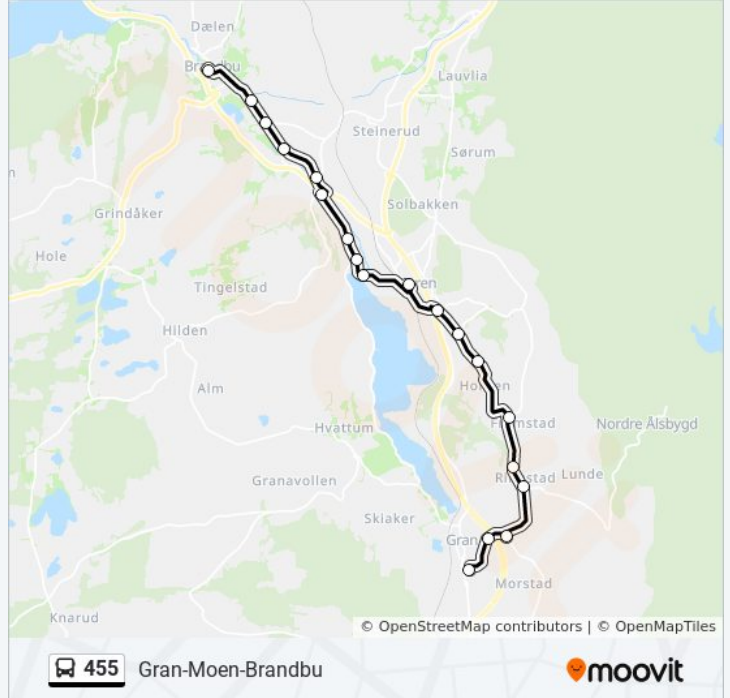 Dælen
Lauvlia
Steinerud
Sørum
Solbakken
Grindåker
Hole
Tingelstad
Hilden
Alm
Hvattum
Nordre Ålsbygd
Granavollen
Lunde
Skiaker
Gran
Morstad
Knarud
© OpenStreetMap contributors | © OpenMapTiles
455 Gran-Moen-Brandbu
moovit